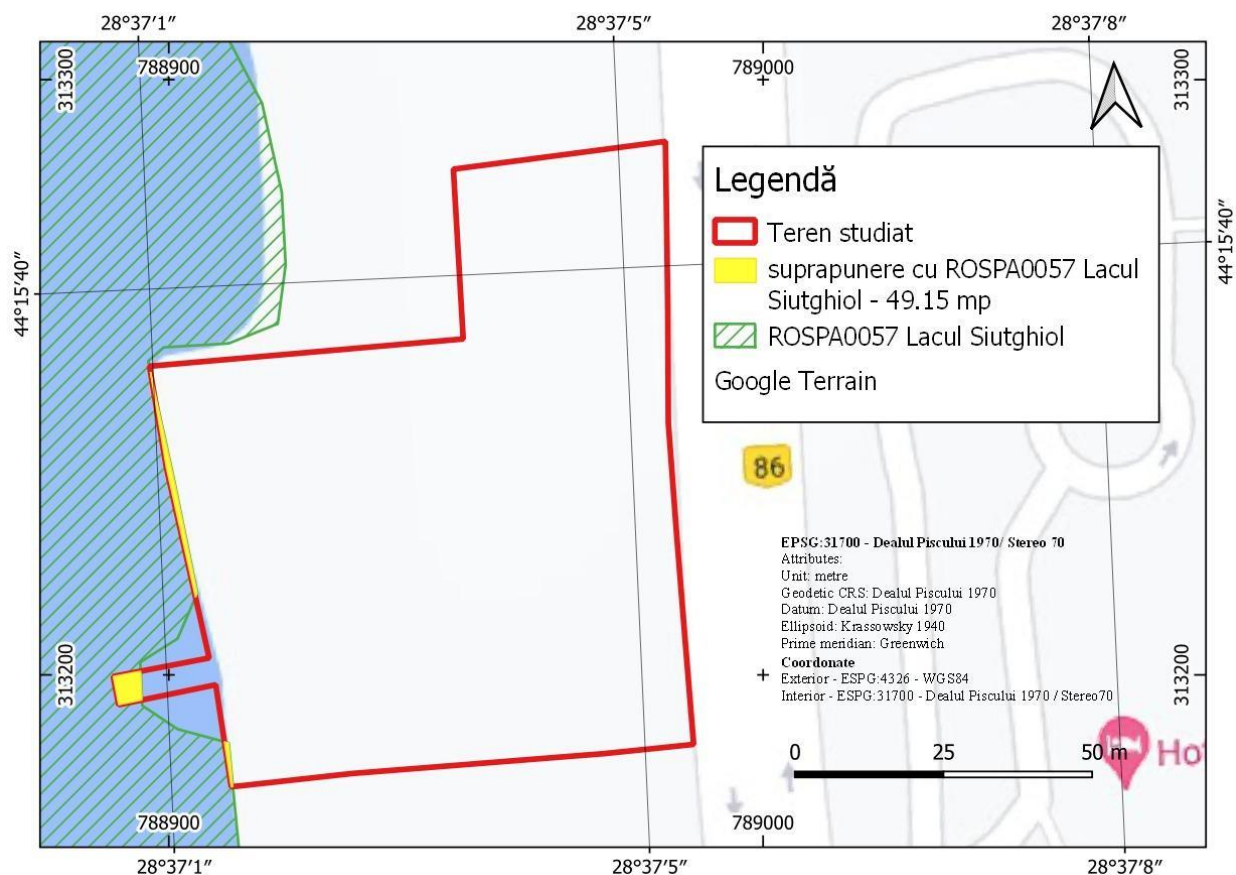 28°37'1"
28°37'5"
28°37'8"
313300
788900
789000
313300
44°15'40"
44°15'40"
Legendă
Teren studiat
suprapunere cu ROSPA0057 Lacul
Siutghiol - 49.15 mp
ROSPA0057 Lacul Siutghiol
Google Terrain
86
EPSG:31700 - Dealul Piscului 1970/ Stereo 70
Attributes:
Unit: metre
Geodetic CRS: Dealul Piscului 1970
Datum: Dealul Piscului 1970
Ellipsoid: Krassowsky 1940
Prime meridian: Greenwich
Coordonate
Exterior - ESPG:4326 - WGS84
Interior - ESPG:31700 - Dealul Piscului 1970 / Stereo70
313200
313200
0 25 50 m
Ho
788900
789000
28°37'1"
28°37'5"
28°37'8"